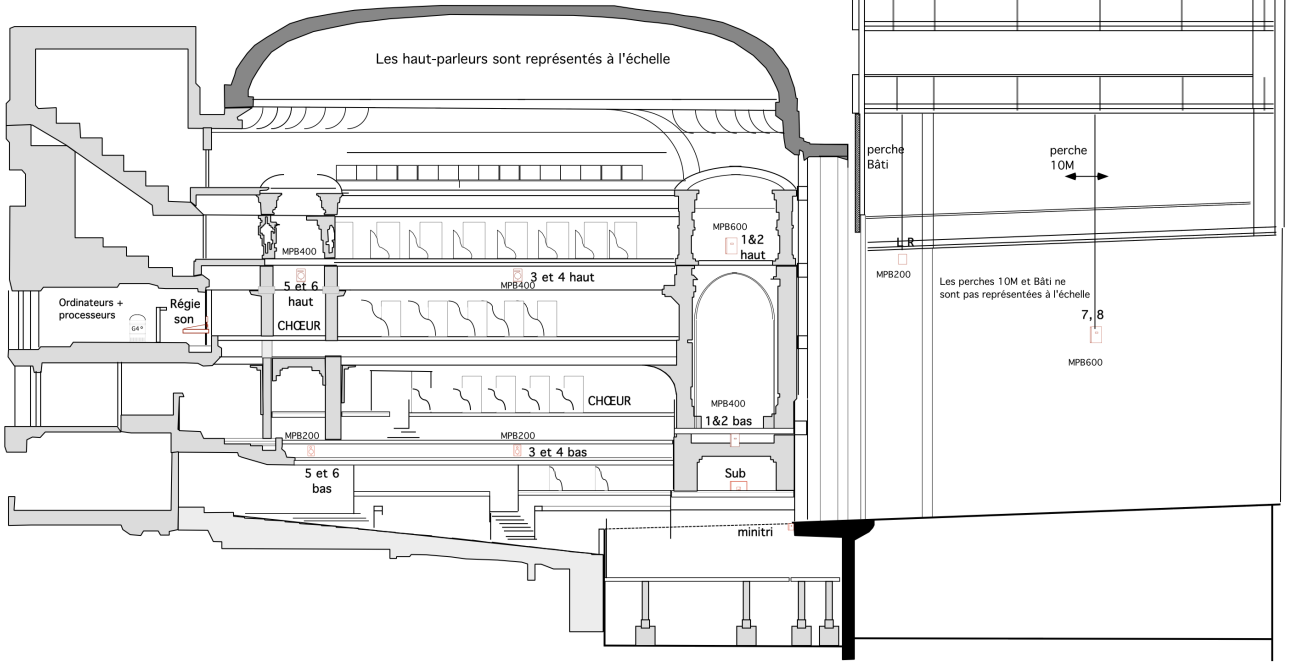 Les haut-parleurs sont représentés à l'échelle
perche
Bâti
perche
10M
MPB600
1&2
haut
L R
MPB200
MPB400
5 et 6
haut
3 et 4 haut
MPB400
Les perches 10M et Bâti ne
sont pas représentées à l'échelle
Ordinateurs +
processeurs
G4
Régie
son
CHŒUR
7, 8
MPB600
CHŒUR
MPB400
1&2 bas
MPB200
5 et 6
bas
MPB200
3 et 4 bas
Sub
minitri